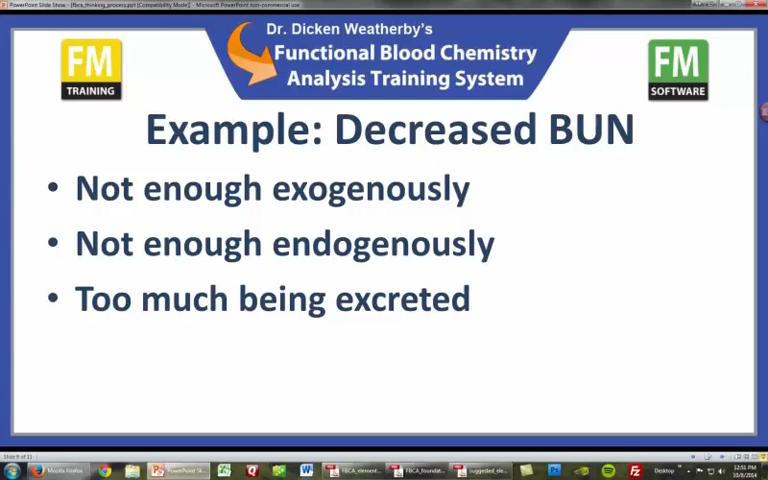 PowerPoint Slide Show - [fbca_thinking_process.ppt [Compatibility Mode]] - Microsoft PowerPoint non-commercial use
Dr. Dicken Weatherby's
Functional Blood Chemistry
Analysis Training System
FM
TRAINING
FM
SOFTWARE
Example: Decreased BUN
• Not enough exogenously
• Not enough endogenously
• Too much being excreted
Slide 9 of 11
Mozilla Firefox
PowerPoint Sli...
FBCA_element...
FBCA_foundat...
suggested_ele...
Desktop
12:51 PM
10/8/2014